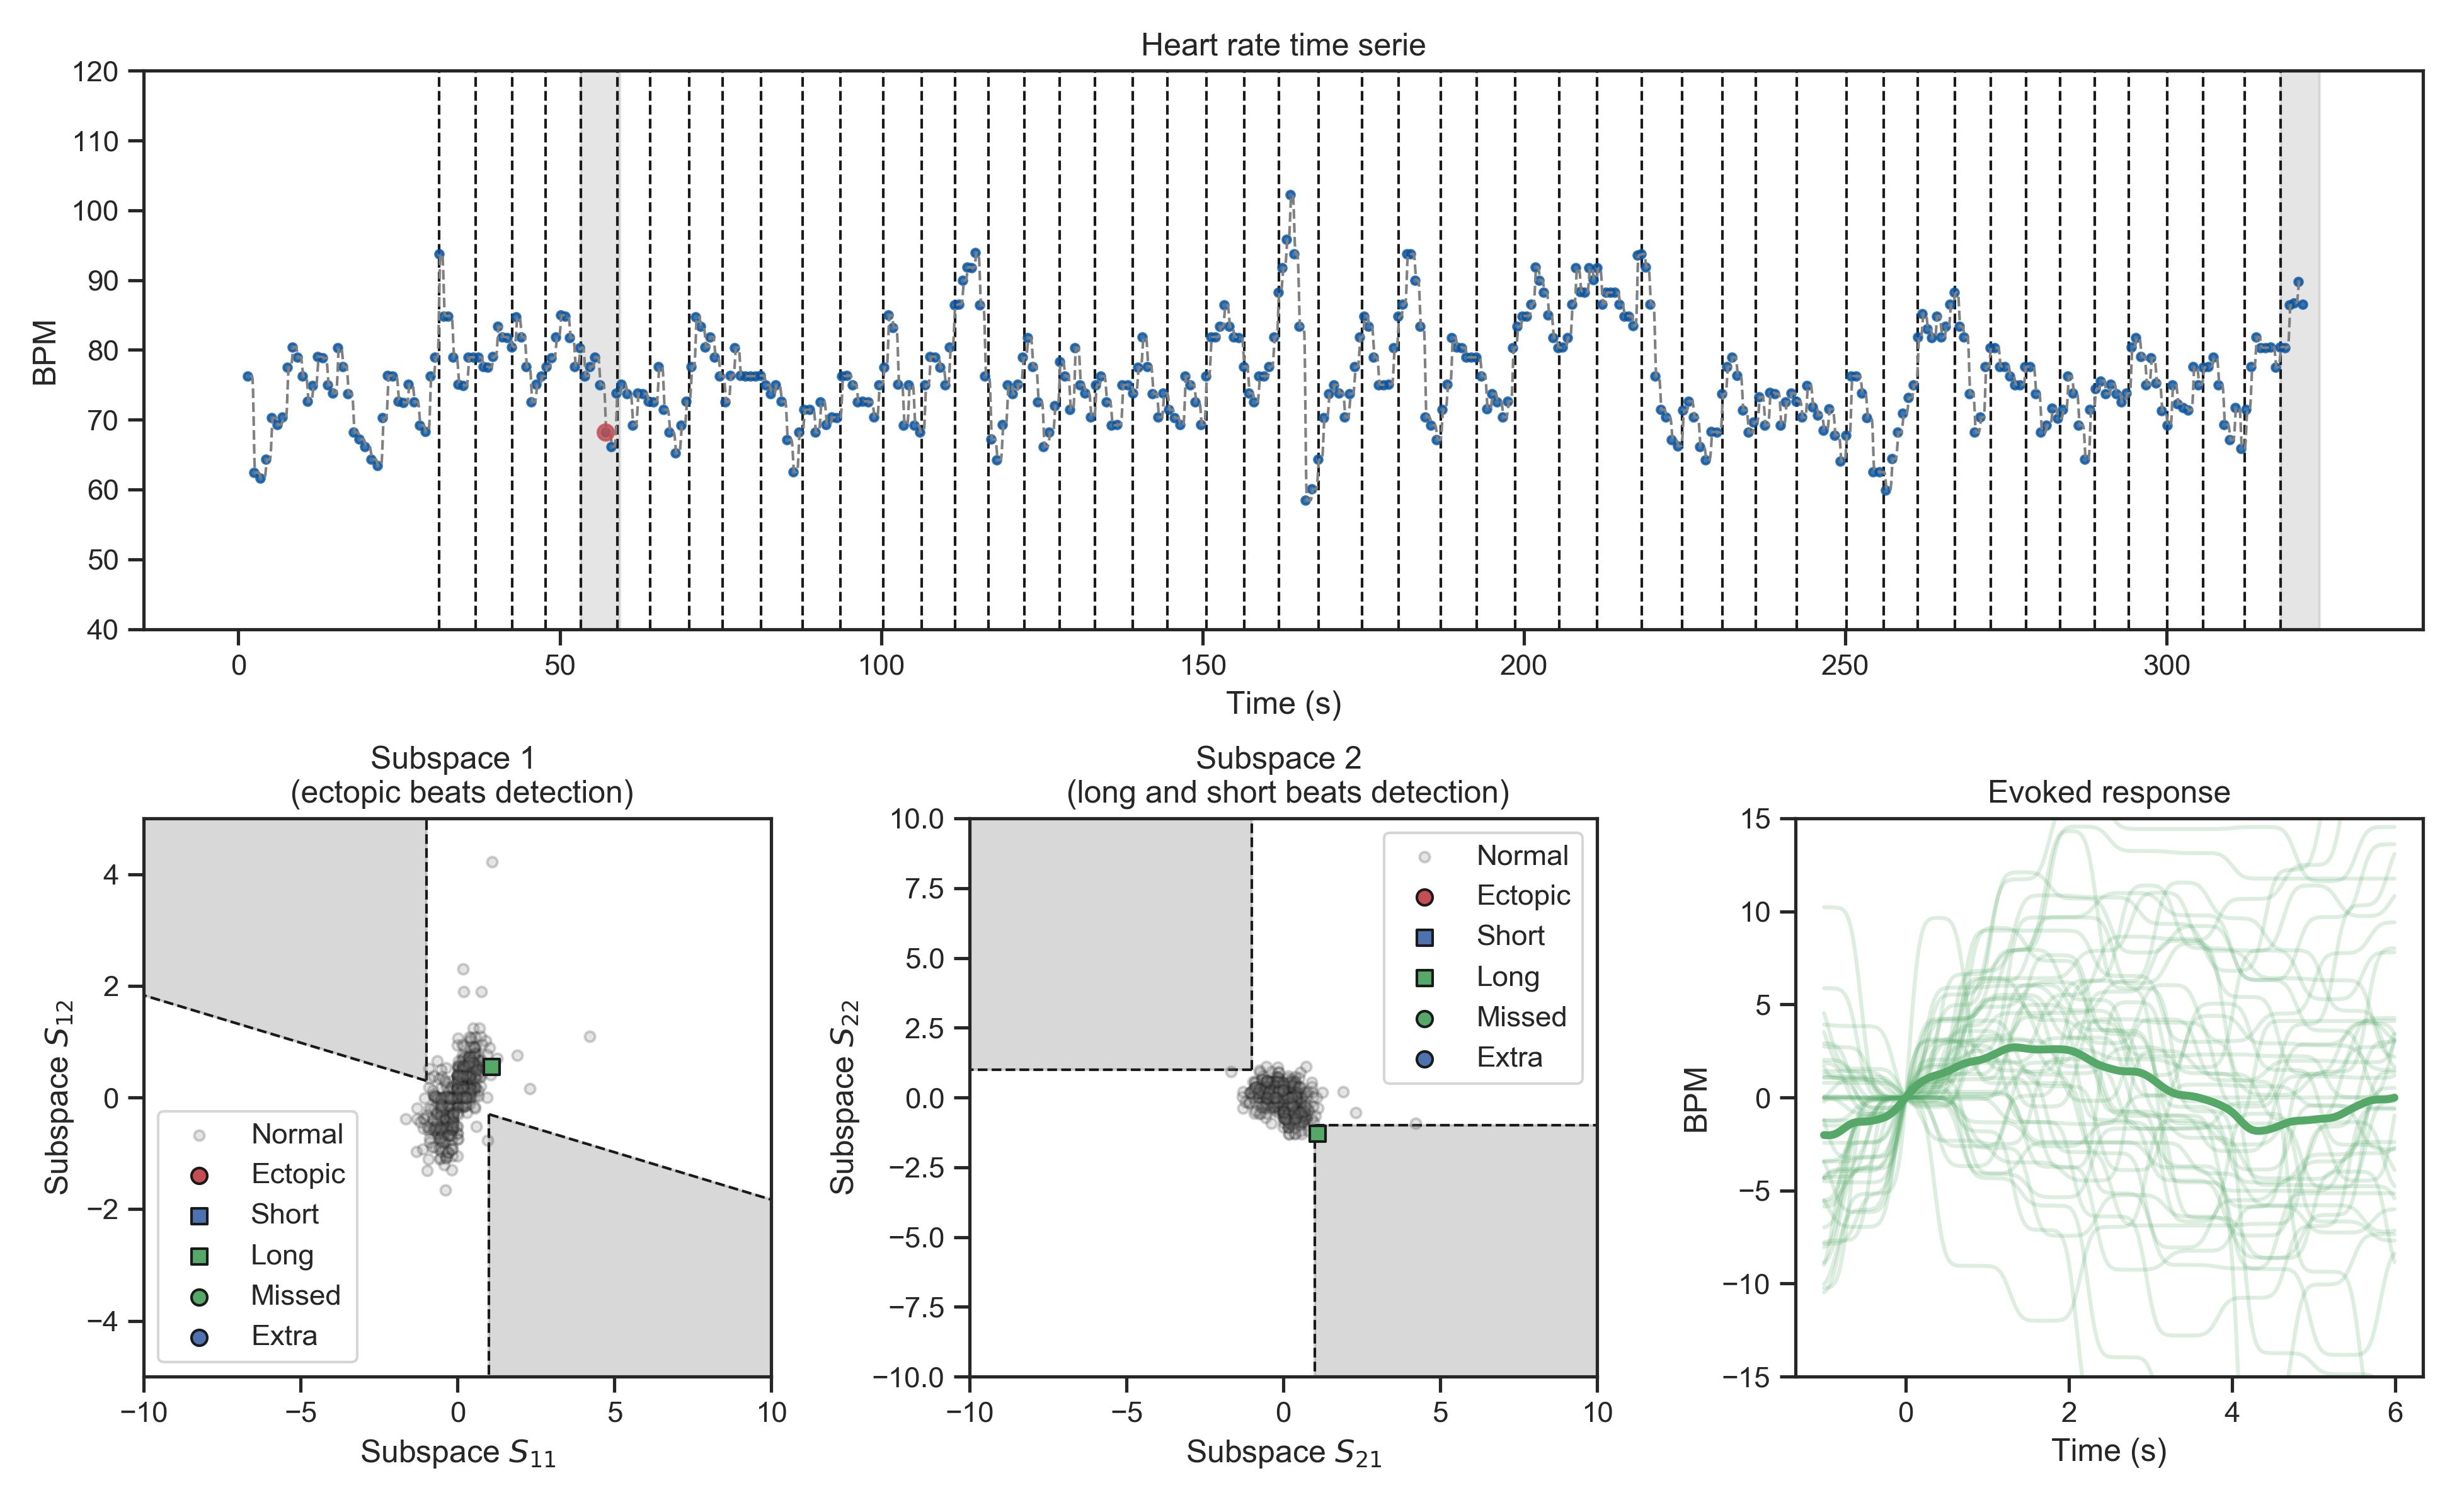 Heart rate time serie
120
110
100
90
80
70
60
50
40
BPM
0 50 100 150 200 250 300
Time (s)
Subspace 1
(ectopic beats detection)
4
2
0
−2
−4
Subspace S12
Normal
Ectopic
Short
Long
Missed
Extra
−10 −5 0 5 10
Subspace S11
Subspace 2
(long and short beats detection)
10.0
7.5
5.0
2.5
0.0
−2.5
−5.0
−7.5
−10.0
Subspace S22
Normal
Ectopic
Short
Long
Missed
Extra
−10 −5 0 5 10
Subspace S21
Evoked response
15
10
5
0
−5
−10
−15
BPM
0 2 4 6
Time (s)